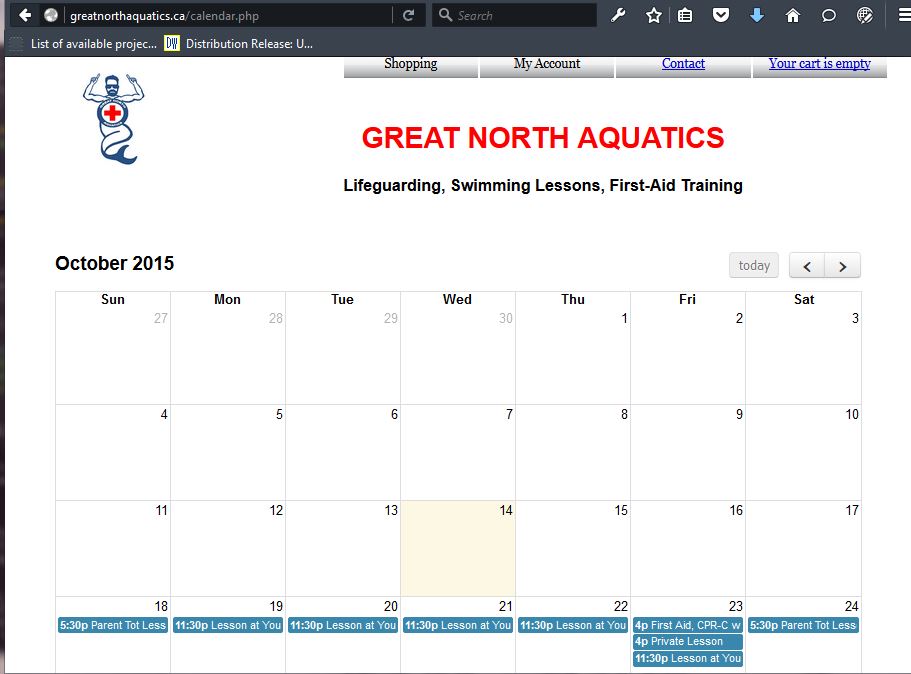 greatnorthaquatics.ca/calendar.php
Search
List of available projec...
DW Distribution Release: U...
Shopping My Account Contact Your cart is empty
GREAT NORTH AQUATICS
Lifeguarding, Swimming Lessons, First-Aid Training
October 2015
today < >
Sun Mon Tue Wed Thu Fri Sat
27 28 29 30 1 2 3
4 5 6 7 8 9 10
11 12 13 14 15 16 17
18 19 20 21 22 23 24
5:30p Parent Tot Less 11:30p Lesson at You 11:30p Lesson at You 11:30p Lesson at You 11:30p Lesson at You 4p First Aid, CPR-C w 5:30p Parent Tot Less
4p Private Lesson
11:30p Lesson at You